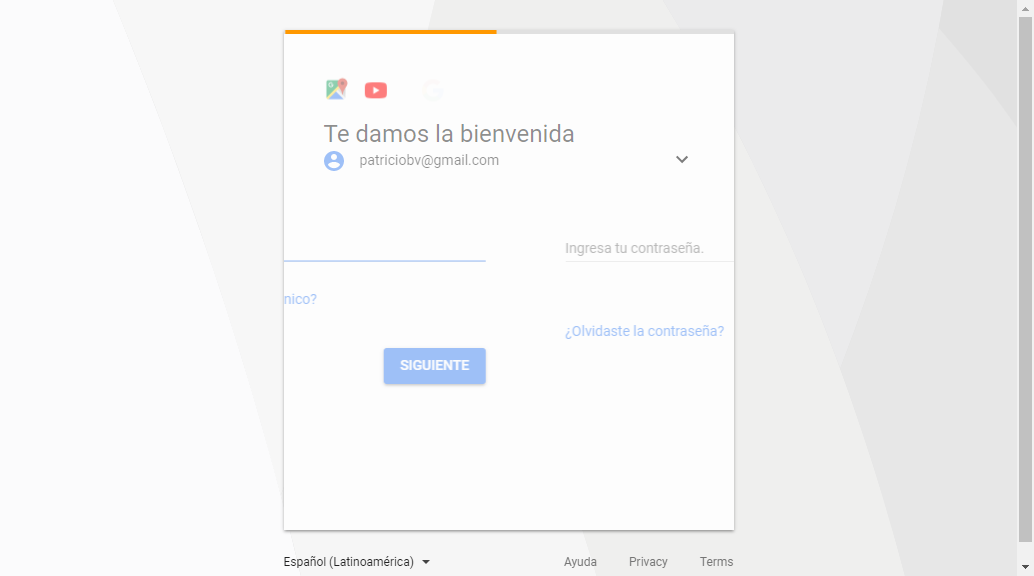 Te damos la bienvenida
patriciobv@gmail.com
Ingresa tu contraseña.
nico?
¿Olvidaste la contraseña?
SIGUIENTE
Español (Latinoamérica)
Ayuda
Privacy
Terms